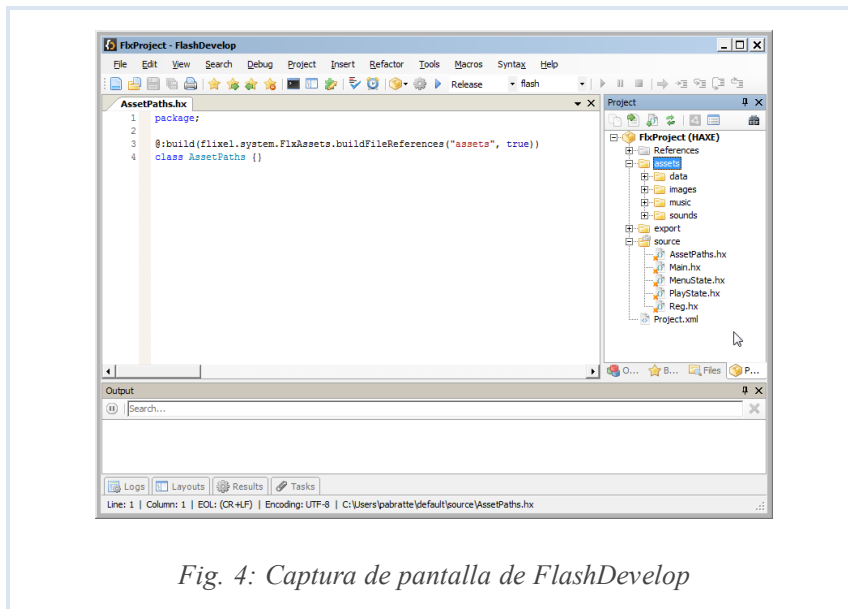 FlxProject - FlashDevelop
File Edit View Search Debug Project Insert Refactor Tools Macros Syntax Help
Release flash
AssetPaths.hx
1 package;
2
3 @:build(flixel.system.FlxAssets.buildFileReferences("assets", true))
4 class AssetPaths {}
Project
FlxProject (HAXE)
References
assets
data
images
music
sounds
export
source
AssetPaths.hx
Main.hx
MenuState.hx
PlayState.hx
Reg.hx
Project.xml
O... B... Files P...
Output
Search...
Logs Layouts Results Tasks
Line: 1 | Column: 1 | EOL: (CR+LF) | Encoding: UTF-8 | C:\Users\pabratte\default\source\AssetPaths.hx
Fig. 4: Captura de pantalla de FlashDevelop